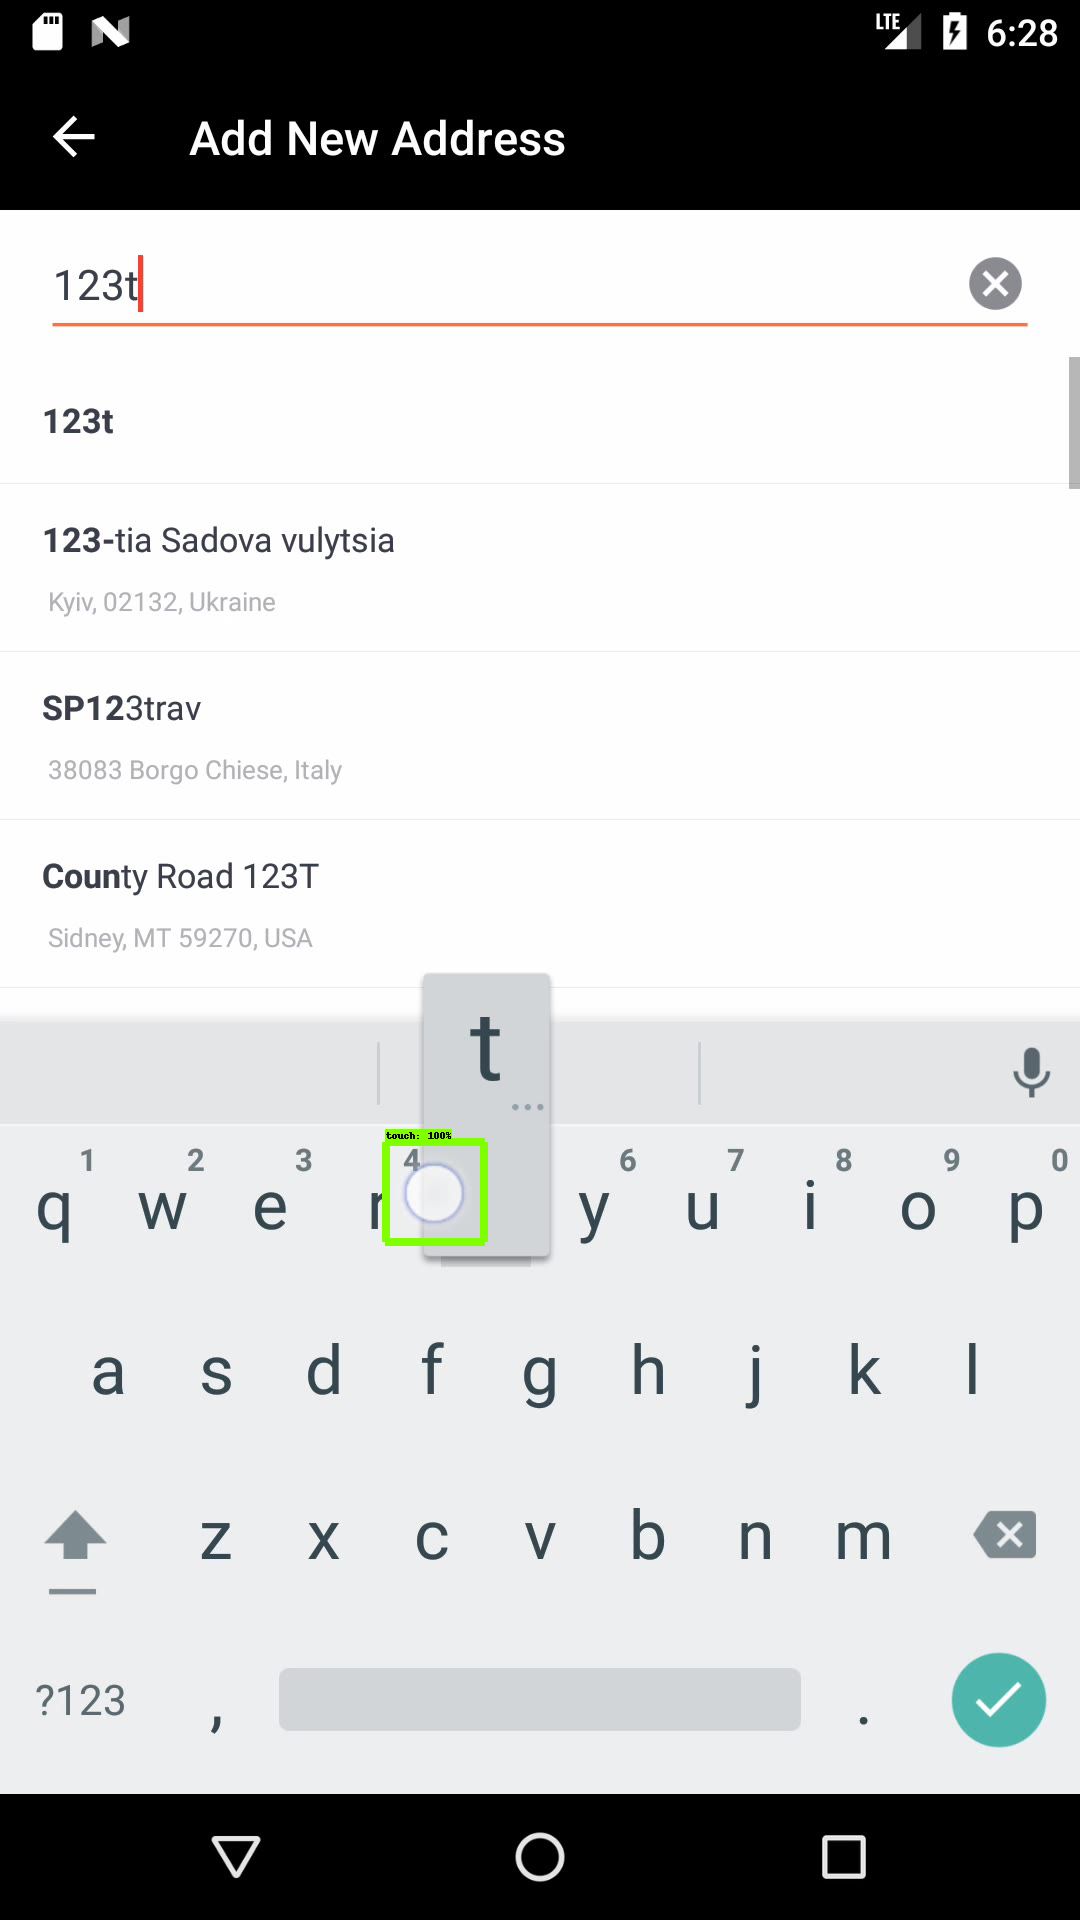 LTE 6:28
Add New Address
123t
123t
123-tia Sadova vulytsia
Kyiv, 02132, Ukraine
SP123trav
38083 Borgo Chiese, Italy
County Road 123T
Sidney, MT 59270, USA
t
...
touch: 100%
1 2 3 4 6 7 8 9 0
q w e r y u i o p
a s d f g h j k l
z x c v b n m
?123 , .